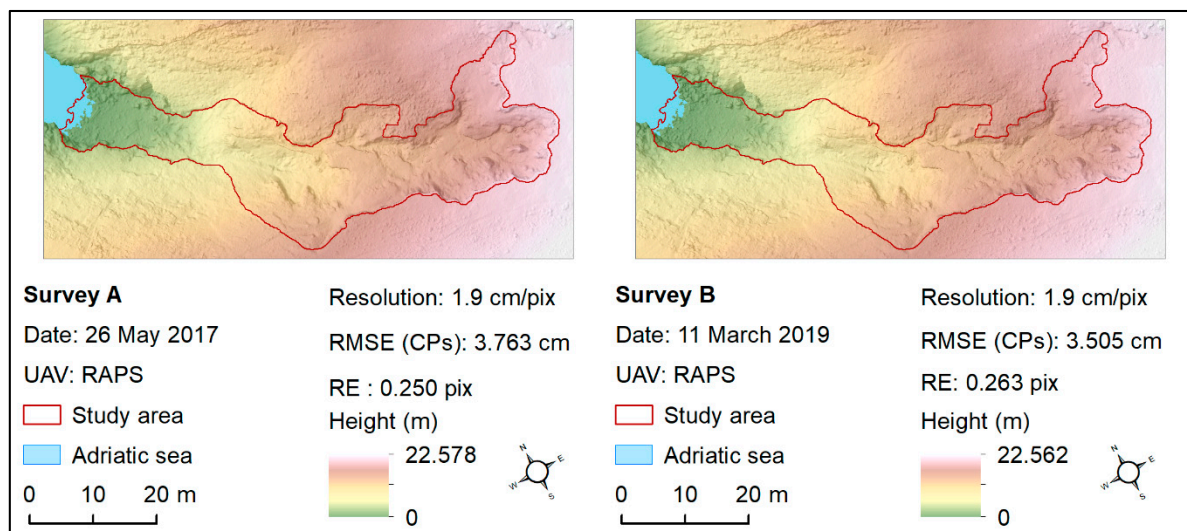 Survey A
Date: 26 May 2017
UAV: RAPS
Study area
Adriatic sea
0 10 20 m
Resolution: 1.9 cm/pix
RMSE (CPs): 3.763 cm
RE : 0.250 pix
Height (m)
22.578
0
N
E
W
S
Survey B
Date: 11 March 2019
UAV: RAPS
Study area
Adriatic sea
0 10 20 m
Resolution: 1.9 cm/pix
RMSE (CPs): 3.505 cm
RE: 0.263 pix
Height (m)
22.562
0
N
E
W
S